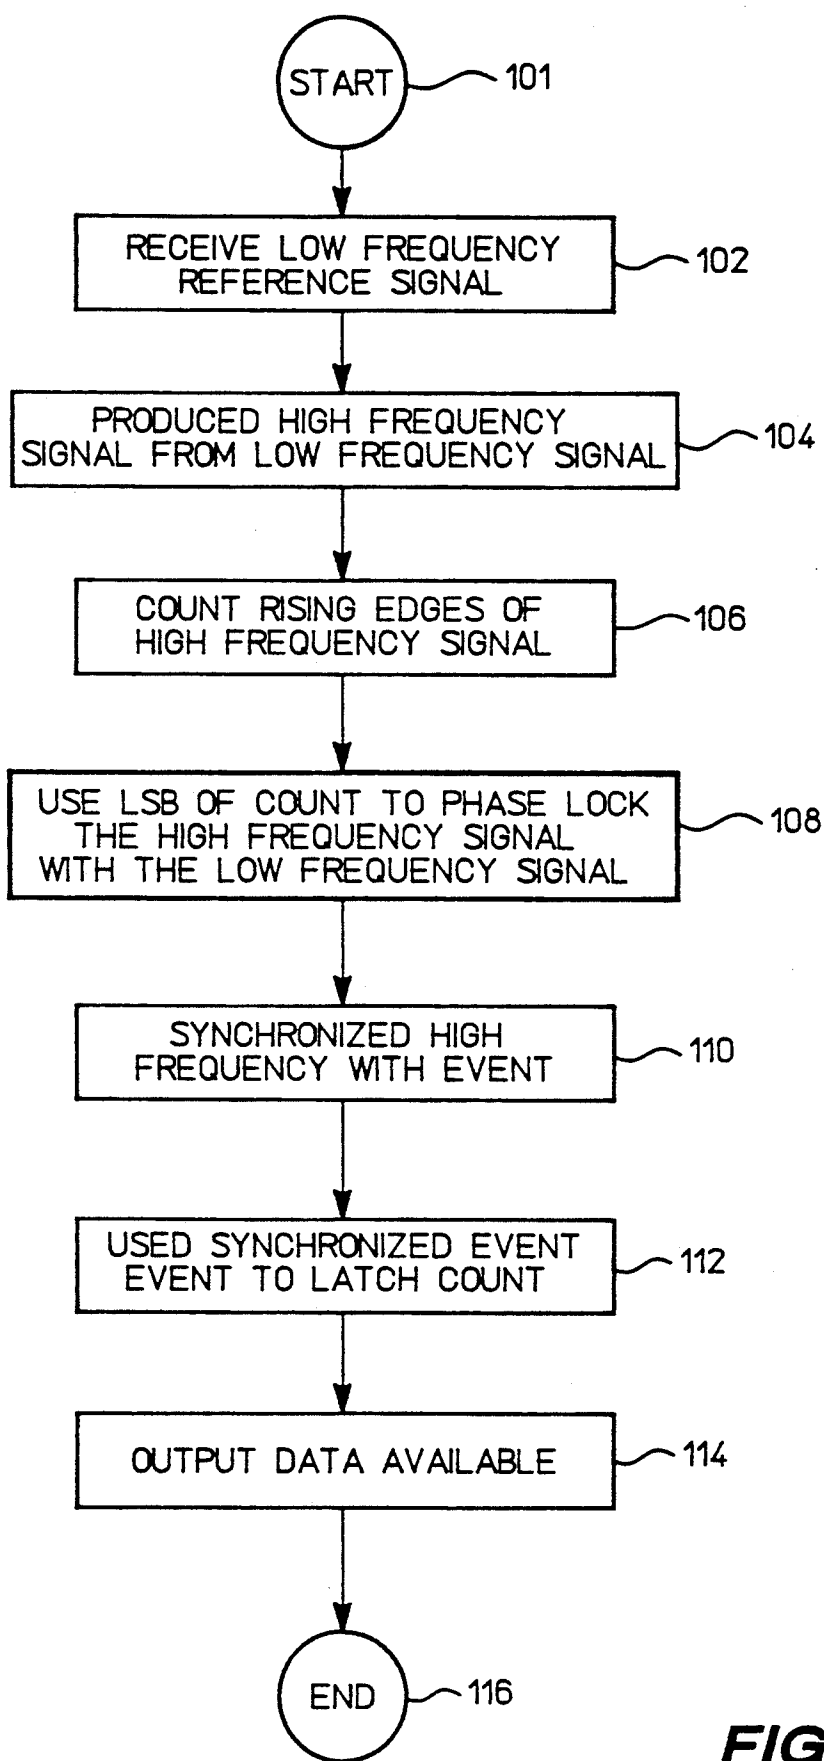 START
101
RECEIVE LOW FREQUENCY
REFERENCE SIGNAL
102
PRODUCED HIGH FREQUENCY
SIGNAL FROM LOW FREQUENCY SIGNAL
104
COUNT RISING EDGES OF
HIGH FREQUENCY SIGNAL
106
USE LSB OF COUNT TO PHASE LOCK
THE HIGH FREQUENCY SIGNAL
WITH THE LOW FREQUENCY SIGNAL
108
SYNCHRONIZED HIGH
FREQUENCY WITH EVENT
110
USED SYNCHRONIZED EVENT
EVENT TO LATCH COUNT
112
OUTPUT DATA AVAILABLE
114
END
116
FIG